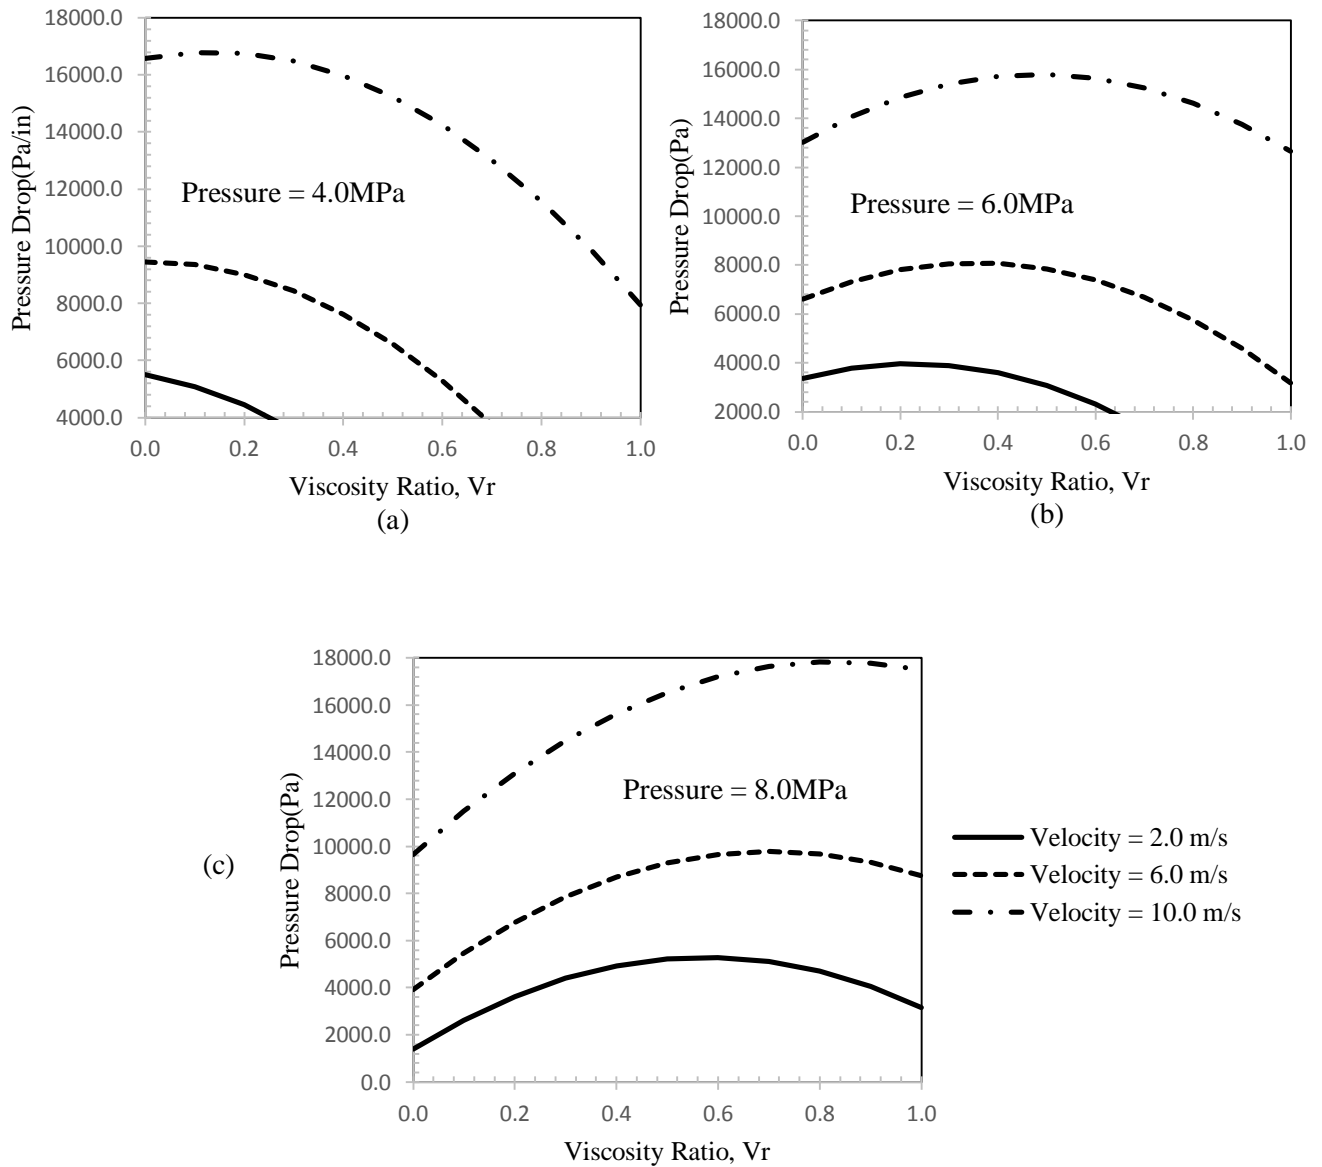 18000.0
16000.0
14000.0
12000.0
10000.0
8000.0
6000.0
4000.0
Pressure Drop(Pa/in)
Pressure = 4.0MPa
0.0 0.2 0.4 0.6 0.8 1.0
Viscosity Ratio, Vr
(a)
18000.0
16000.0
14000.0
12000.0
10000.0
8000.0
6000.0
4000.0
2000.0
Pressure Drop(Pa)
Pressure = 6.0MPa
0.0 0.2 0.4 0.6 0.8 1.0
Viscosity Ratio, Vr
(b)
(c)
18000.0
16000.0
14000.0
12000.0
10000.0
8000.0
6000.0
4000.0
2000.0
0.0
Pressure Drop(Pa)
Pressure = 8.0MPa
0.0 0.2 0.4 0.6 0.8 1.0
Viscosity Ratio, Vr
Velocity = 2.0 m/s
Velocity = 6.0 m/s
Velocity = 10.0 m/s